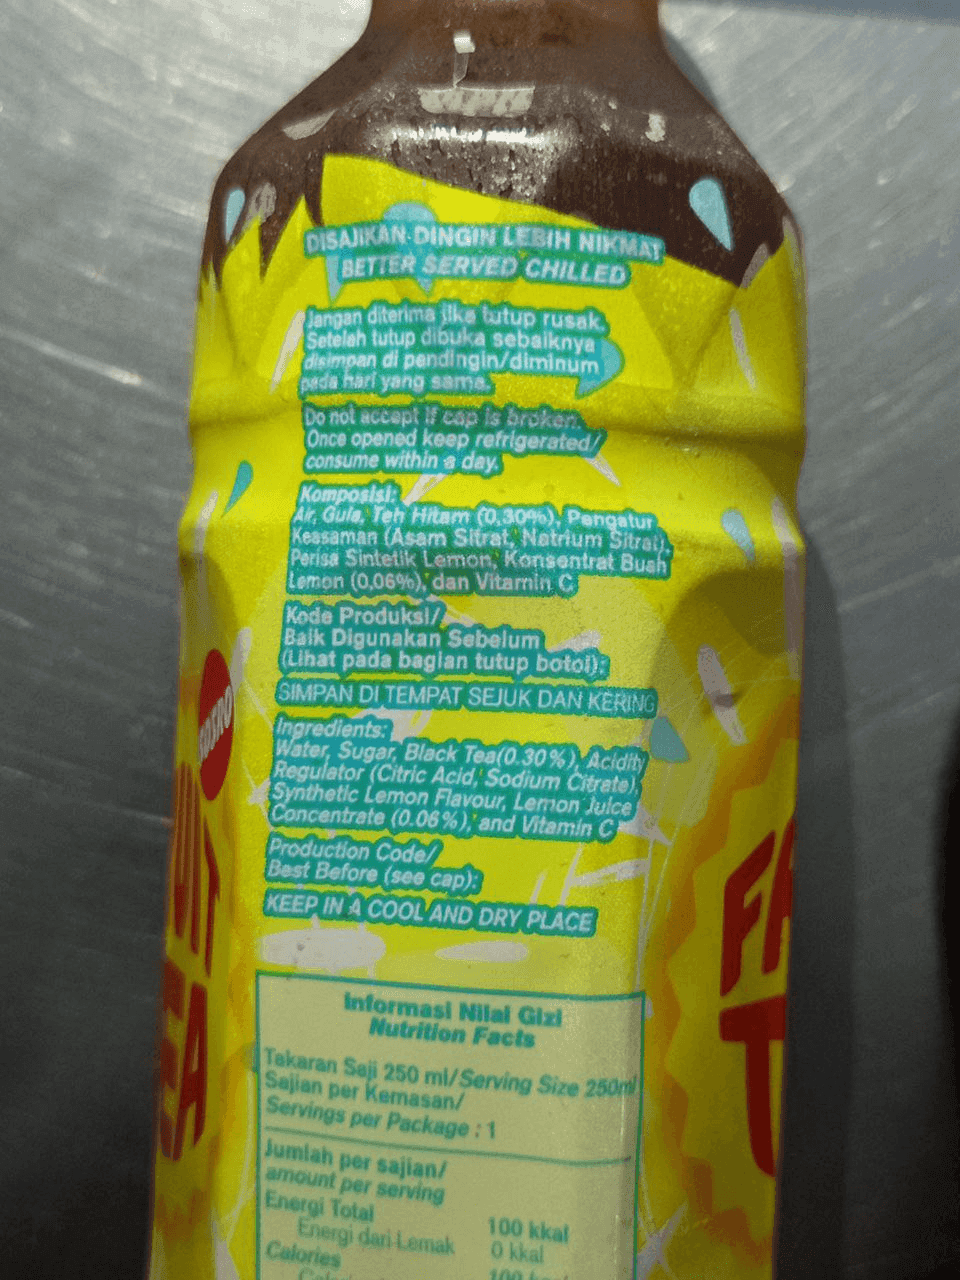 DISAJIKAN DINGIN LEBIH NIKMAT
BETTER SERVED CHILLED
Jangan diterima jika tutup rusak.
Setelah tutup dibuka sebaiknya
disimpan di pendingin/diminum
pada hari yang sama.
Do not accept if cap is broken.
Once opened keep refrigerated/
consume within a day.
Komposisi:
Air, Gula, Teh Hitam (0,30%), Pengatur
Keasaman (Asam Sitrat, Natrium Sitrat),
Perisa Sintetik Lemon, Konsentrat Buah
Lemon (0,06%), dan Vitamin C
Kode Produksi/
Baik Digunakan Sebelum
(Lihat pada bagian tutup botol):
SIMPAN DI TEMPAT SEJUK DAN KERING
Ingredients:
Water, Sugar, Black Tea(0.30%), Acidity
Regulator (Citric Acid, Sodium Citrate),
Synthetic Lemon Flavour, Lemon Juice
Concentrate (0.06%), and Vitamin C
Production Code/
Best Before (see cap):
KEEP IN A COOL AND DRY PLACE
Informasi Nilai Gizi
Nutrition Facts
Takaran Saji 250 ml/Serving Size 250ml
Sajian per Kemasan/
Servings per Package : 1
Jumlah per sajian/
amount per serving
Energi Total 100 kkal
Energi dari Lemak 0 kkal
Calories 100
SOSRO
UIT
EA
FR
T